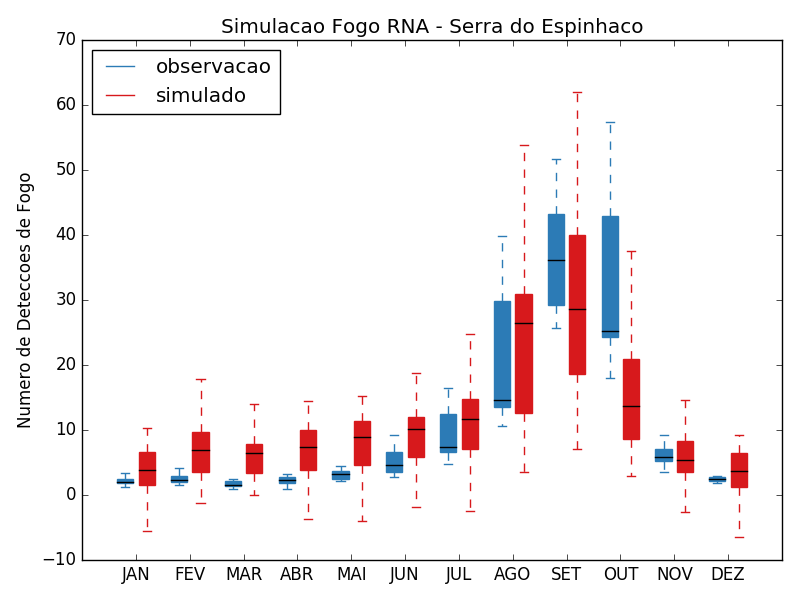 Simulacao Fogo RNA - Serra do Espinhaco
observacao
simulado
Numero de Deteccoes de Fogo
70
60
50
40
30
20
10
0
−10
JAN FEV MAR ABR MAI JUN JUL AGO SET OUT NOV DEZ